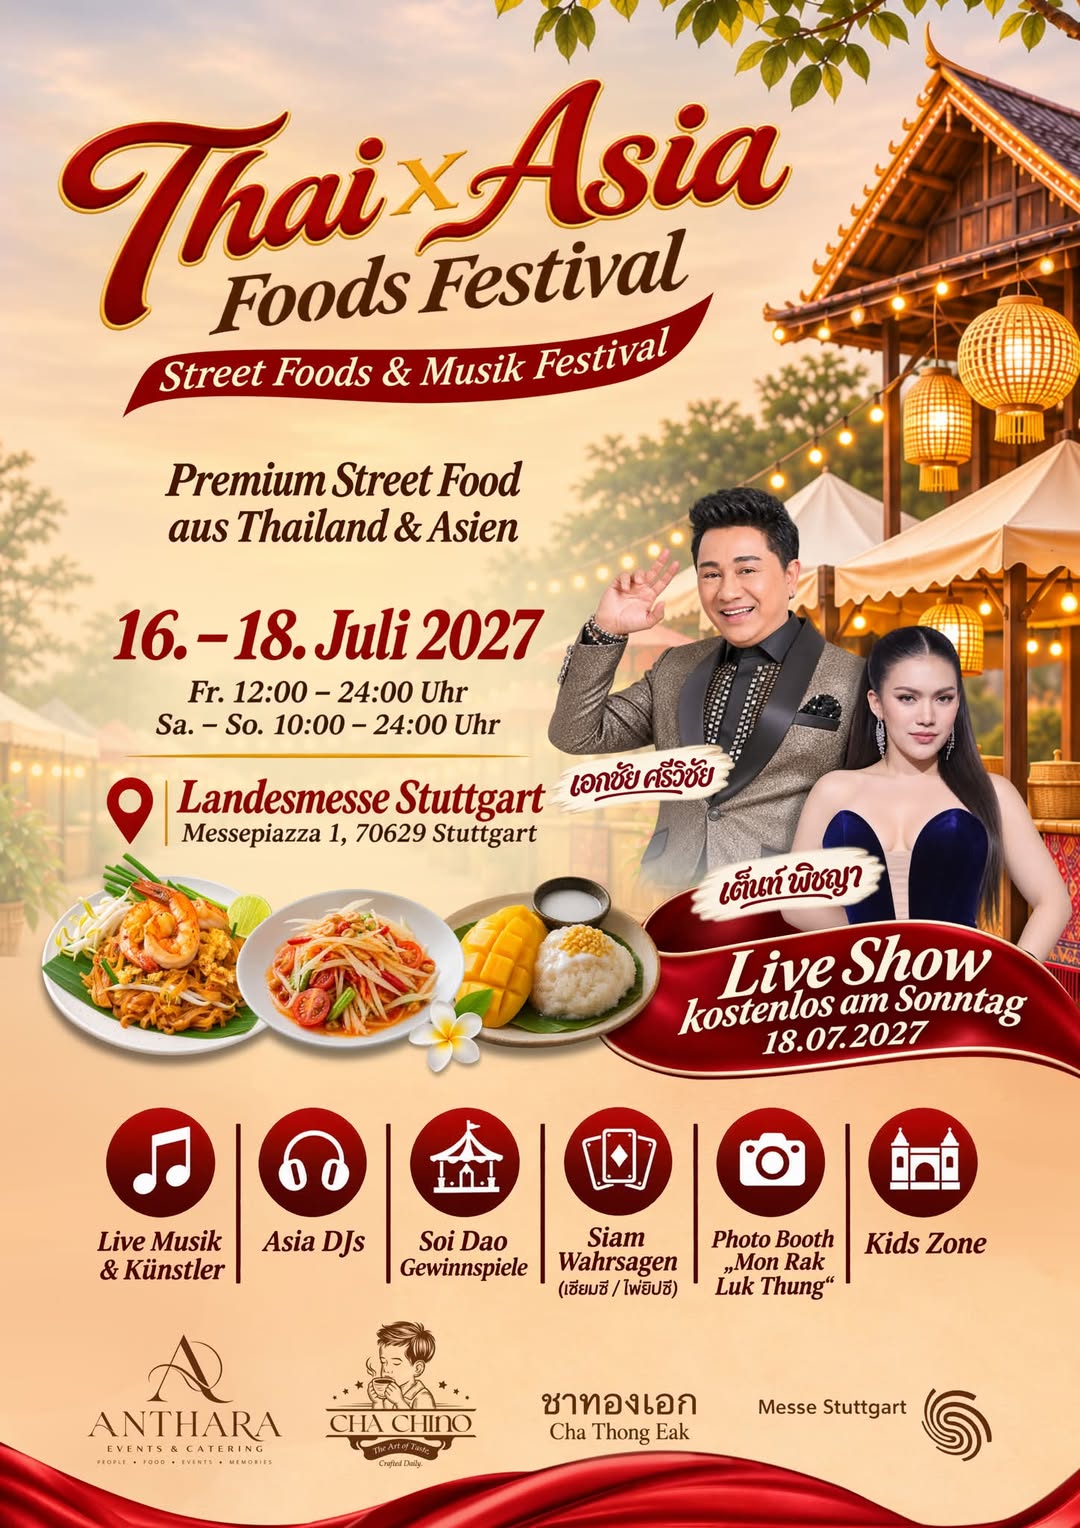 Thai x Asia
Foods Festival
Street Foods & Musik Festival
Premium Street Food
aus Thailand & Asien
16. – 18. Juli 2027
Fr. 12:00 – 24:00 Uhr
Sa. – So. 10:00 – 24:00 Uhr
Landesmesse Stuttgart
Messepiazza 1, 70629 Stuttgart
เอกชัย ศรีวิชัย
เต็นท์ พิชญา
Live Show
kostenlos am Sonntag
18.07.2027
Live Musik
& Künstler
Asia DJs
Soi Dao
Gewinnspiele
Siam
Wahrsagen
(เซียมซี / ไพ่ยิปซี)
Photo Booth
„Mon Rak
Luk Thung“
Kids Zone
A
ANTHARA
EVENTS & CATERING
PEOPLE • FOOD • EVENTS • MEMORIES
CHA CHINO
The Art of Taste,
Crafted Daily.
ชาทองเอก
Cha Thong Eak
Messe Stuttgart